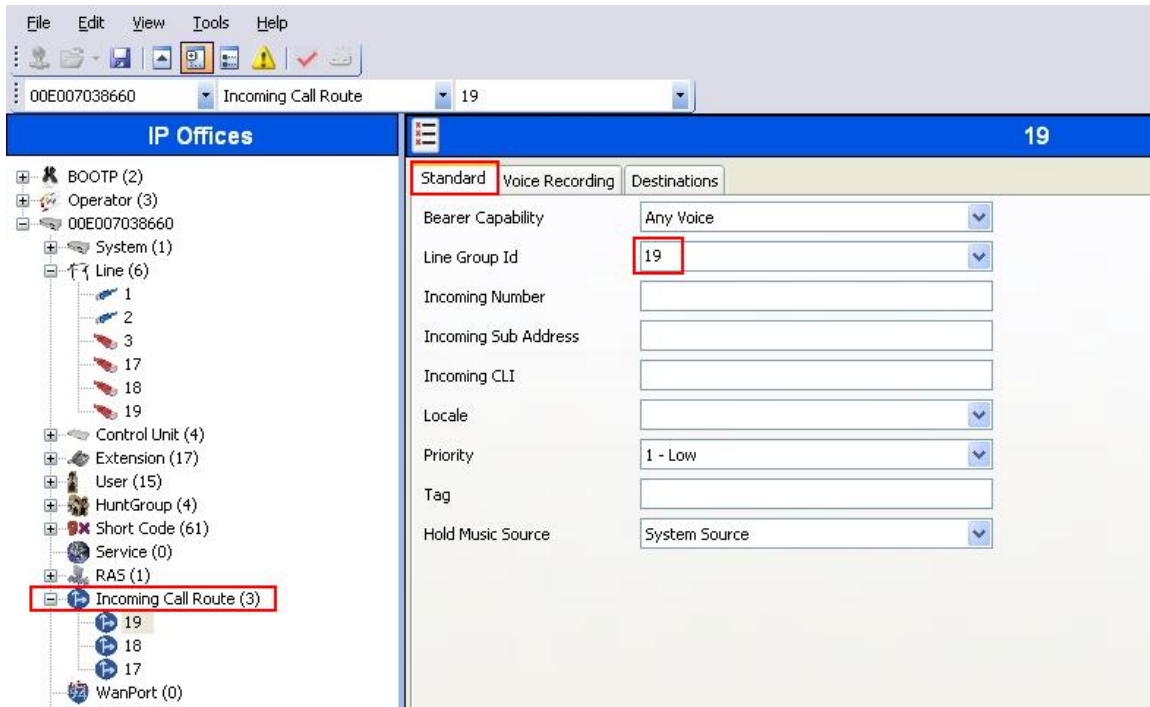 File Edit View Tools Help
00E007038660 Incoming Call Route 19
IP Offices
BOOTP (2)
Operator (3)
00E007038660
System (1)
Line (6)
1
2
3
17
18
19
Control Unit (4)
Extension (17)
User (15)
HuntGroup (4)
Short Code (61)
Service (0)
RAS (1)
Incoming Call Route (3)
19
18
17
WanPort (0)
19
Standard Voice Recording Destinations
Bearer Capability Any Voice
Line Group Id 19
Incoming Number
Incoming Sub Address
Incoming CLI
Locale
Priority 1 - Low
Tag
Hold Music Source System Source